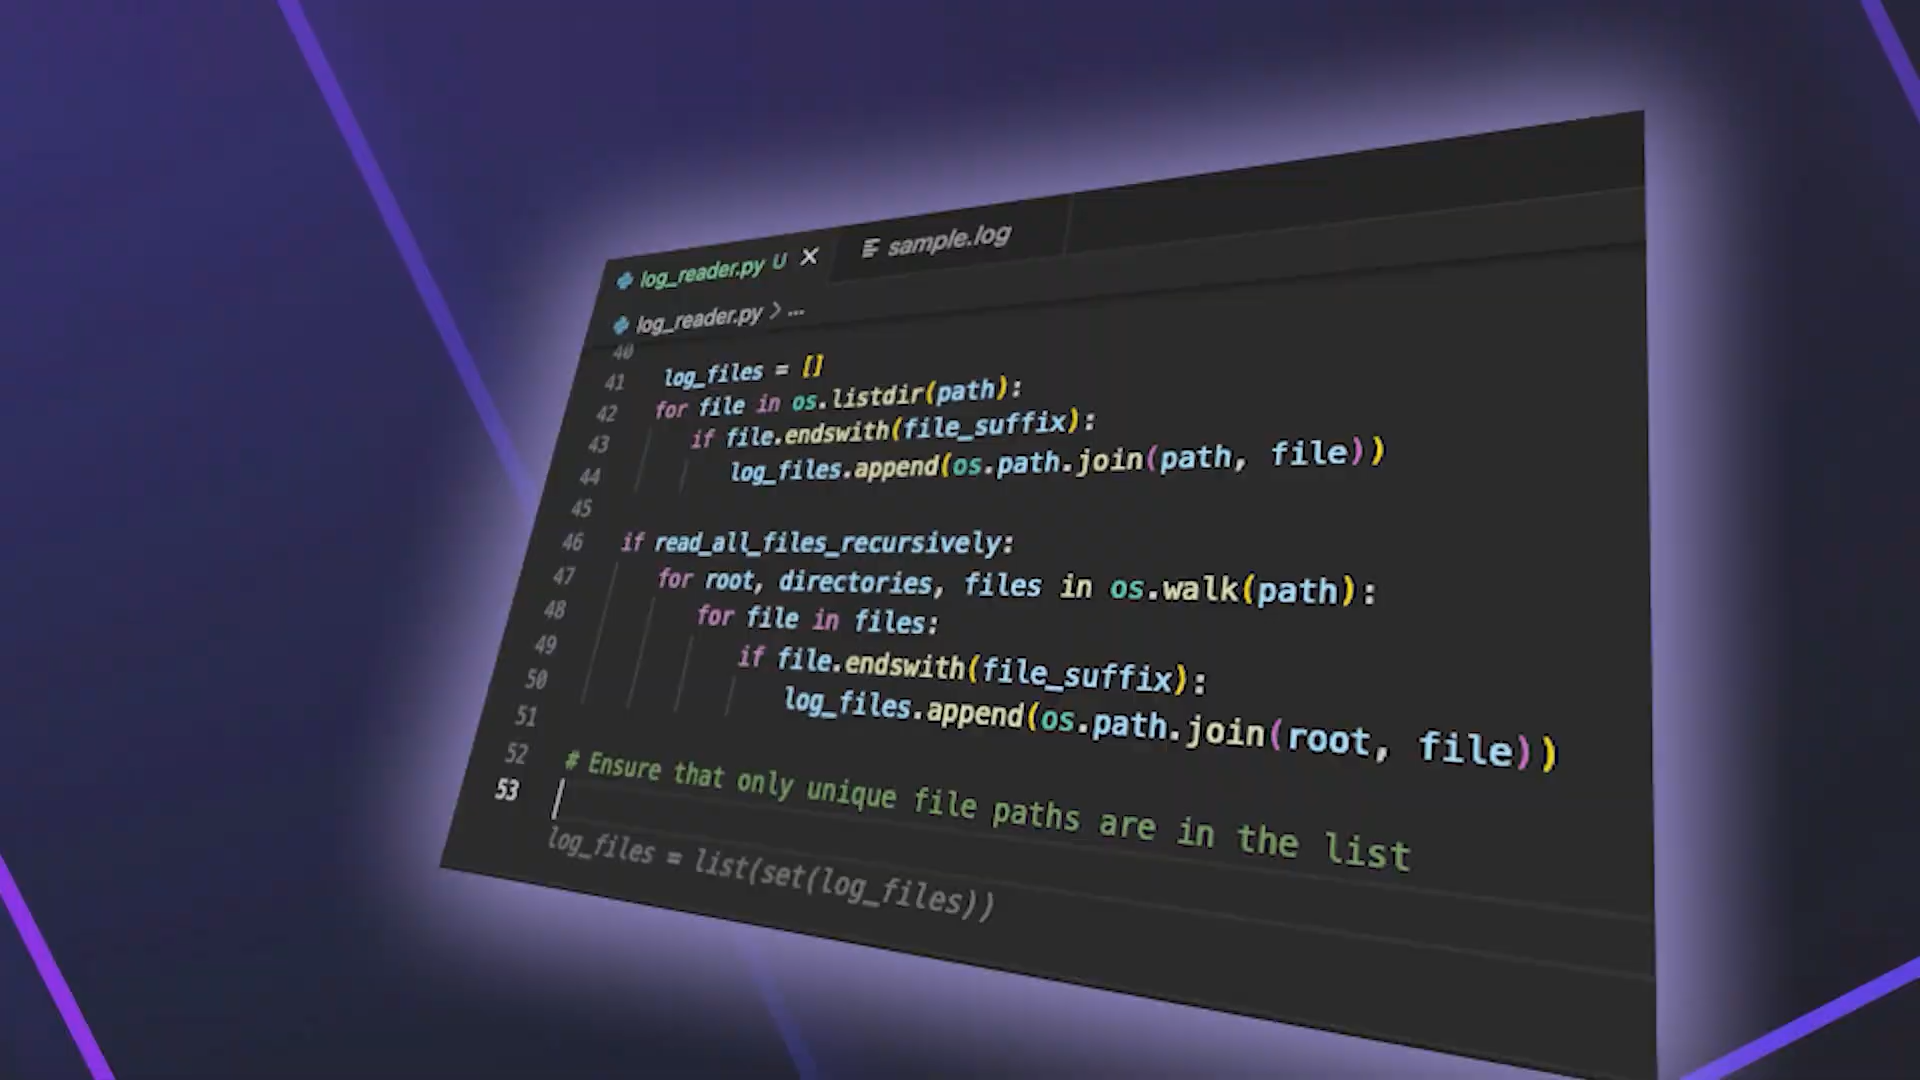 log_reader.py U ✕ sample.log
log_reader.py > ...
40
41 log_files = []
42 for file in os.listdir(path):
43 if file.endswith(file_suffix):
44 log_files.append(os.path.join(path, file))
45
46 if read_all_files_recursively:
47 for root, directories, files in os.walk(path):
48 for file in files:
49 if file.endswith(file_suffix):
50 log_files.append(os.path.join(root, file))
51
52 # Ensure that only unique file paths are in the list
53
log_files = list(set(log_files))